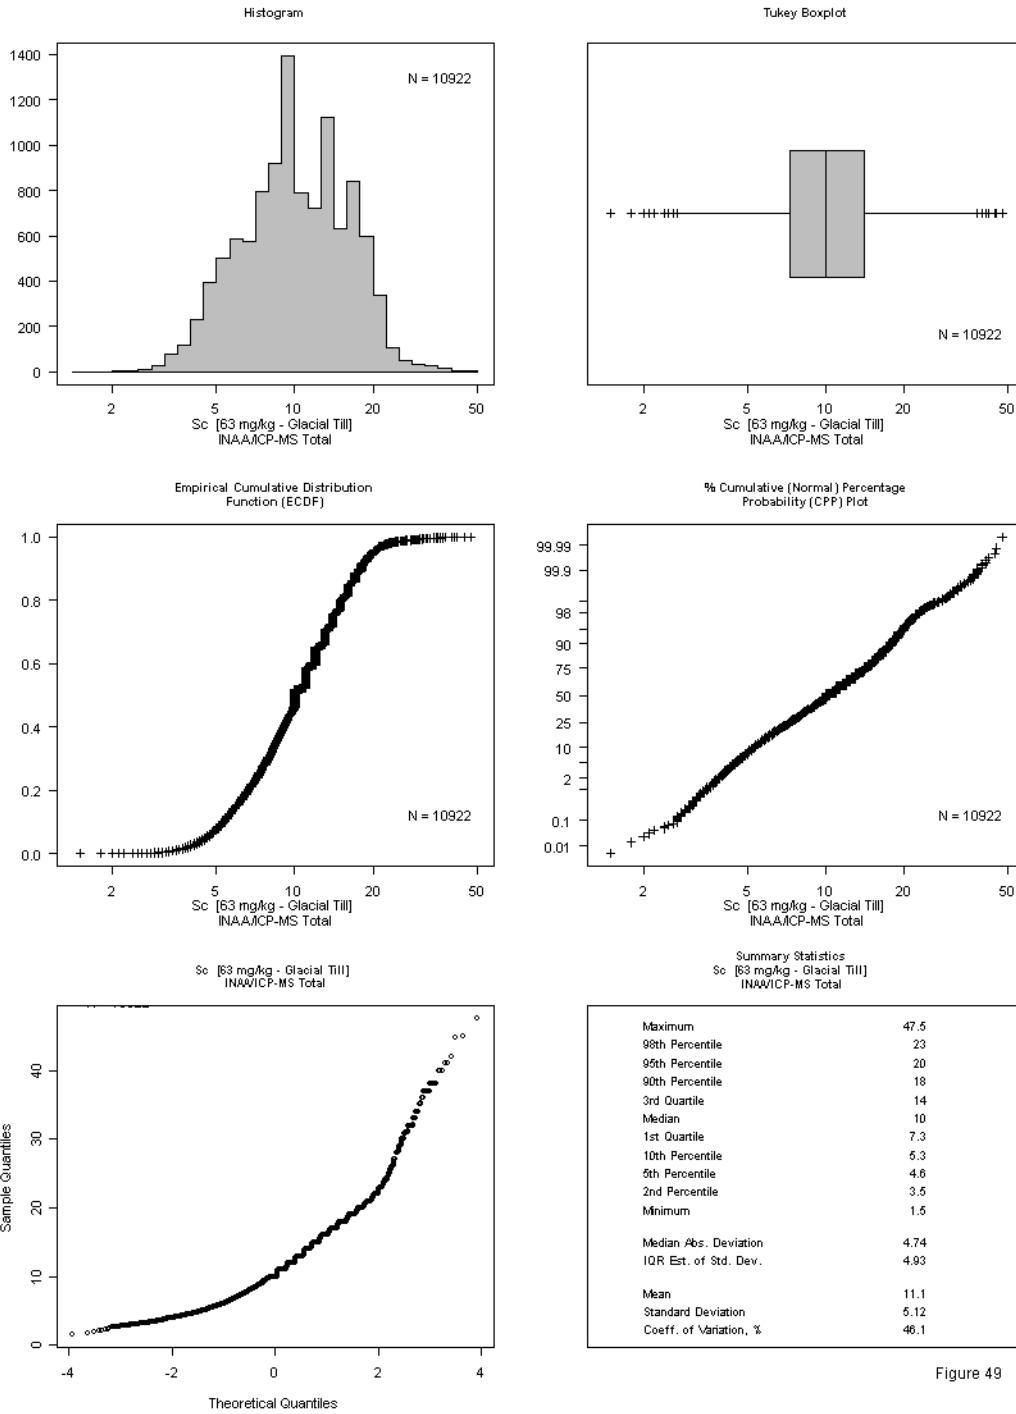 Histogram
1400
1200
1000
800
600
400
200
0
N = 10922
2 5 10 20 50
Sc [63 mg/kg - Glacial Till]
INAA/ICP-MS Total
Tukey Boxplot
N = 10922
2 5 10 20 50
Sc [63 mg/kg - Glacial Till]
INAA/ICP-MS Total
Empirical Cumulative Distribution
Function (ECDF)
1.0
0.8
0.6
0.4
0.2
0.0
N = 10922
2 5 10 20 50
Sc [63 mg/kg - Glacial Till]
INAA/ICP-MS Total
% Cumulative (Normal) Percentage
Probability (CPP) Plot
99.99
99.9
98
90
75
50
25
10
2
0.1
0.01
N = 10922
2 5 10 20 50
Sc [63 mg/kg - Glacial Till]
INAA/ICP-MS Total
Sc [63 mg/kg - Glacial Till]
INAA/ICP-MS Total
Sample Quantiles
40
30
20
10
0
-4 -2 0 2 4
Theoretical Quantiles
Summary Statistics
Sc [63 mg/kg - Glacial Till]
INAA/ICP-MS Total
Maximum 47.5
98th Percentile 23
95th Percentile 20
90th Percentile 18
3rd Quartile 14
Median 10
1st Quartile 7.3
10th Percentile 5.3
5th Percentile 4.6
2nd Percentile 3.5
Minimum 1.5
Median Abs. Deviation 4.74
IQR Est. of Std. Dev. 4.93
Mean 11.1
Standard Deviation 5.12
Coeff. of Variation, % 46.1
Figure 49